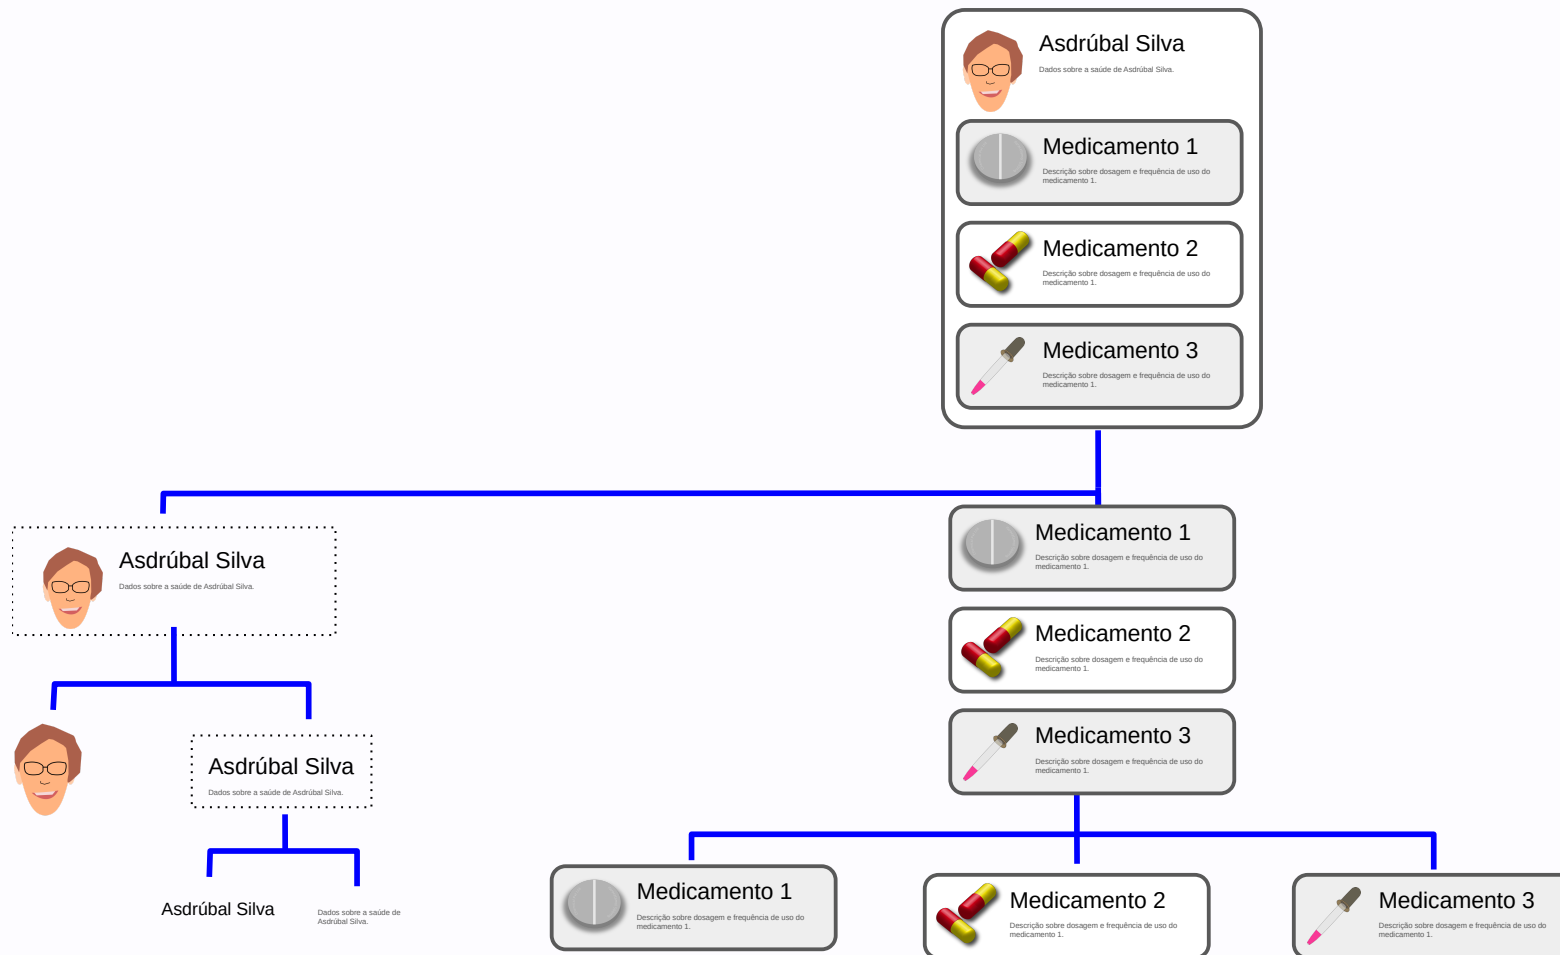 Asdrúbal Silva
Dados sobre a saúde de Asdrúbal Silva.
Medicamento 1
Descrição sobre dosagem e frequência de uso do
medicamento 1.
Medicamento 2
Descrição sobre dosagem e frequência de uso do
medicamento 1.
Medicamento 3
Descrição sobre dosagem e frequência de uso do
medicamento 1.
Asdrúbal Silva
Dados sobre a saúde de Asdrúbal Silva.
Medicamento 1
Descrição sobre dosagem e frequência de uso do
medicamento 1.
Medicamento 2
Descrição sobre dosagem e frequência de uso do
medicamento 1.
Medicamento 3
Descrição sobre dosagem e frequência de uso do
medicamento 1.
Asdrúbal Silva
Dados sobre a saúde de Asdrúbal Silva.
Asdrúbal Silva
Dados sobre a saúde de
Asdrúbal Silva.
Medicamento 1
Descrição sobre dosagem e frequência de uso do
medicamento 1.
Medicamento 2
Descrição sobre dosagem e frequência de uso do
medicamento 1.
Medicamento 3
Descrição sobre dosagem e frequência de uso do
medicamento 1.